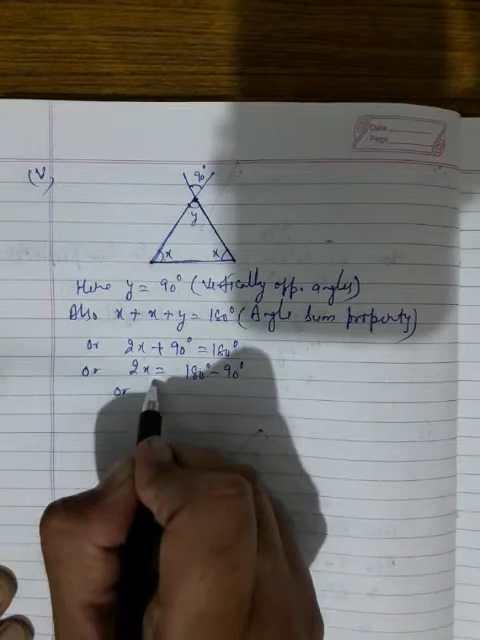 Date
Page
(v)
90°
y
x x
Here y = 90° (Vertically opp. angles)
Also x + x + y = 180° (Angle Sum property)
or 2x + 90° = 180°
or 2x = 180° - 90°
or